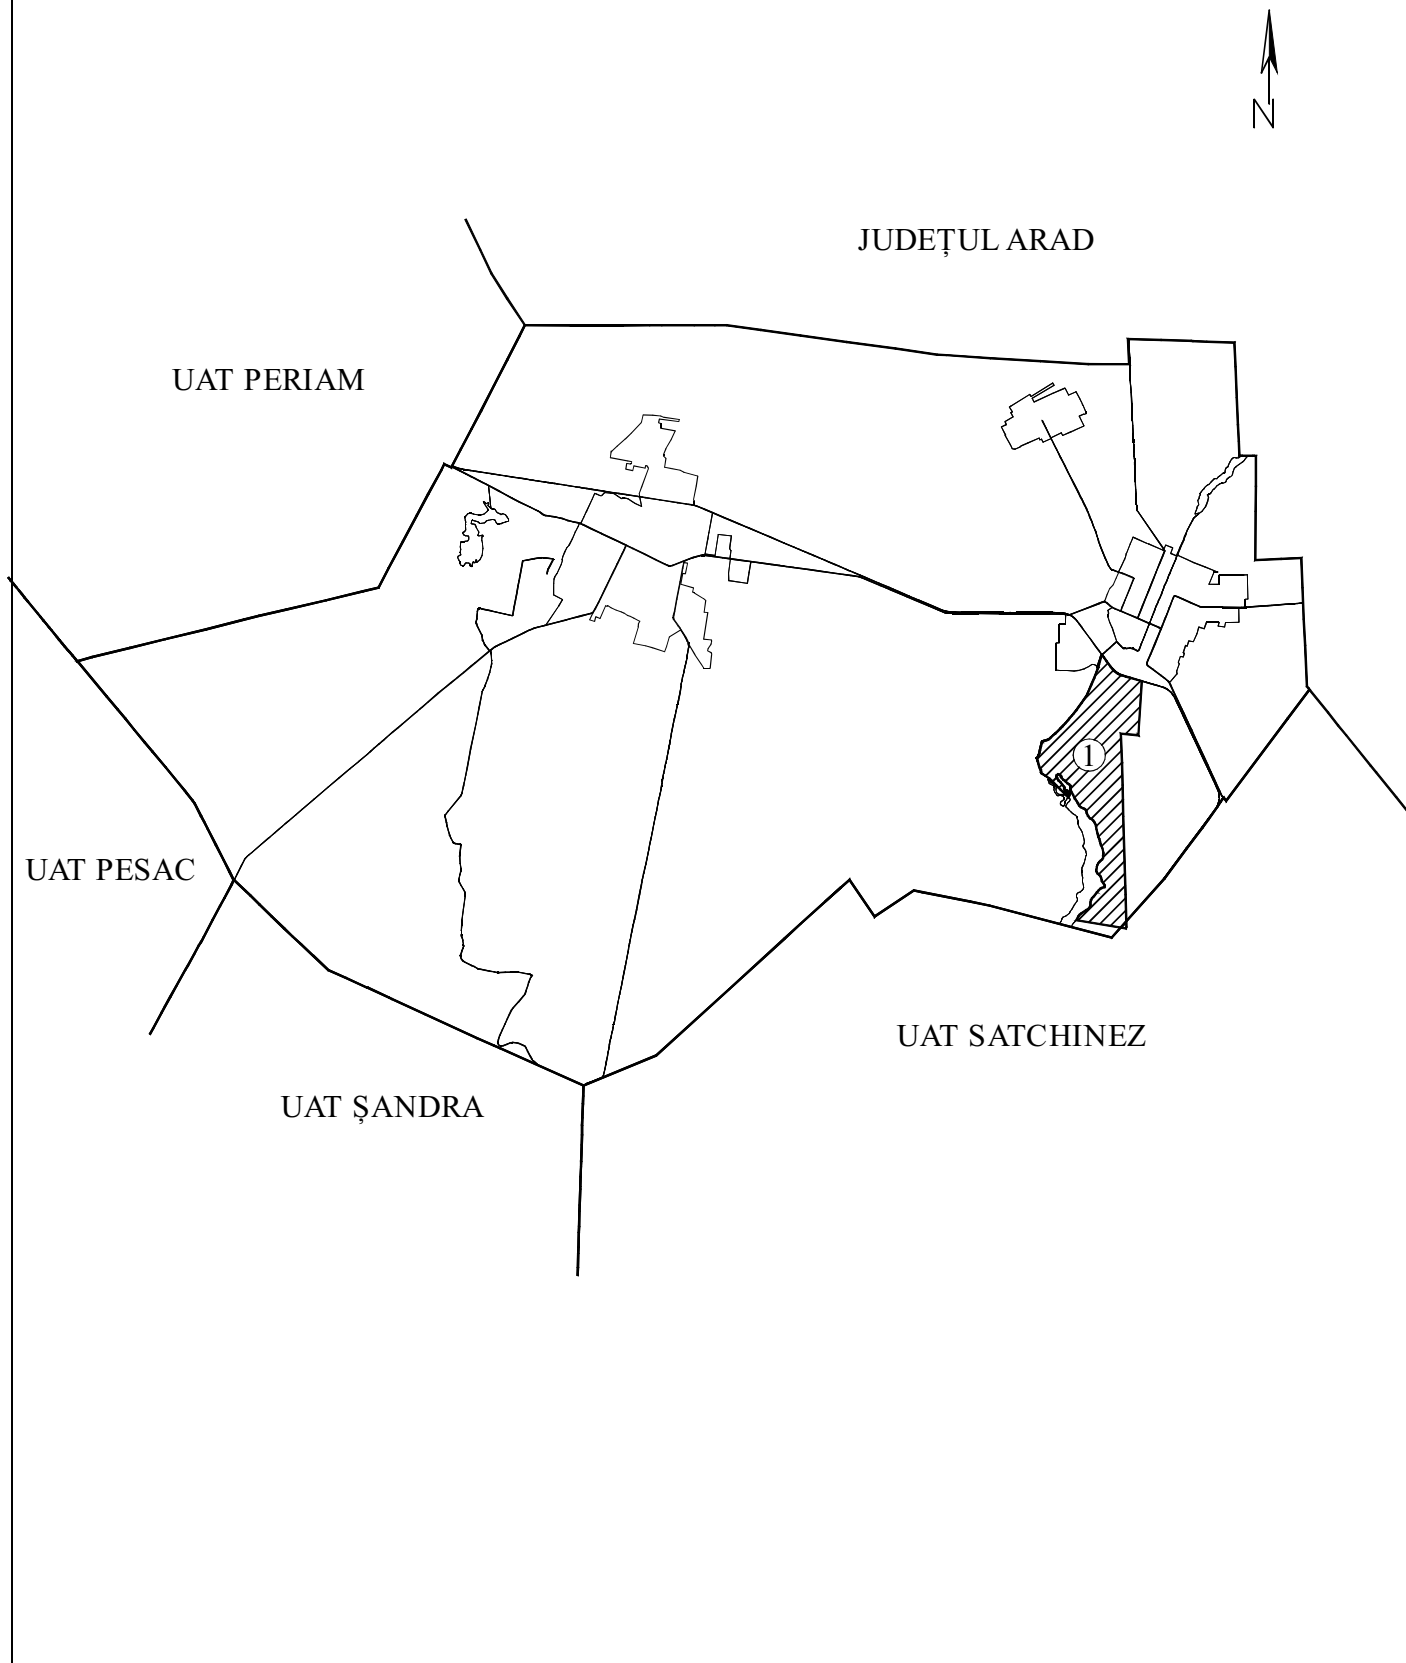 N
JUDEȚUL ARAD
UAT PERIAM
1
UAT PESAC
UAT SATCHINEZ
UAT ȘANDRA